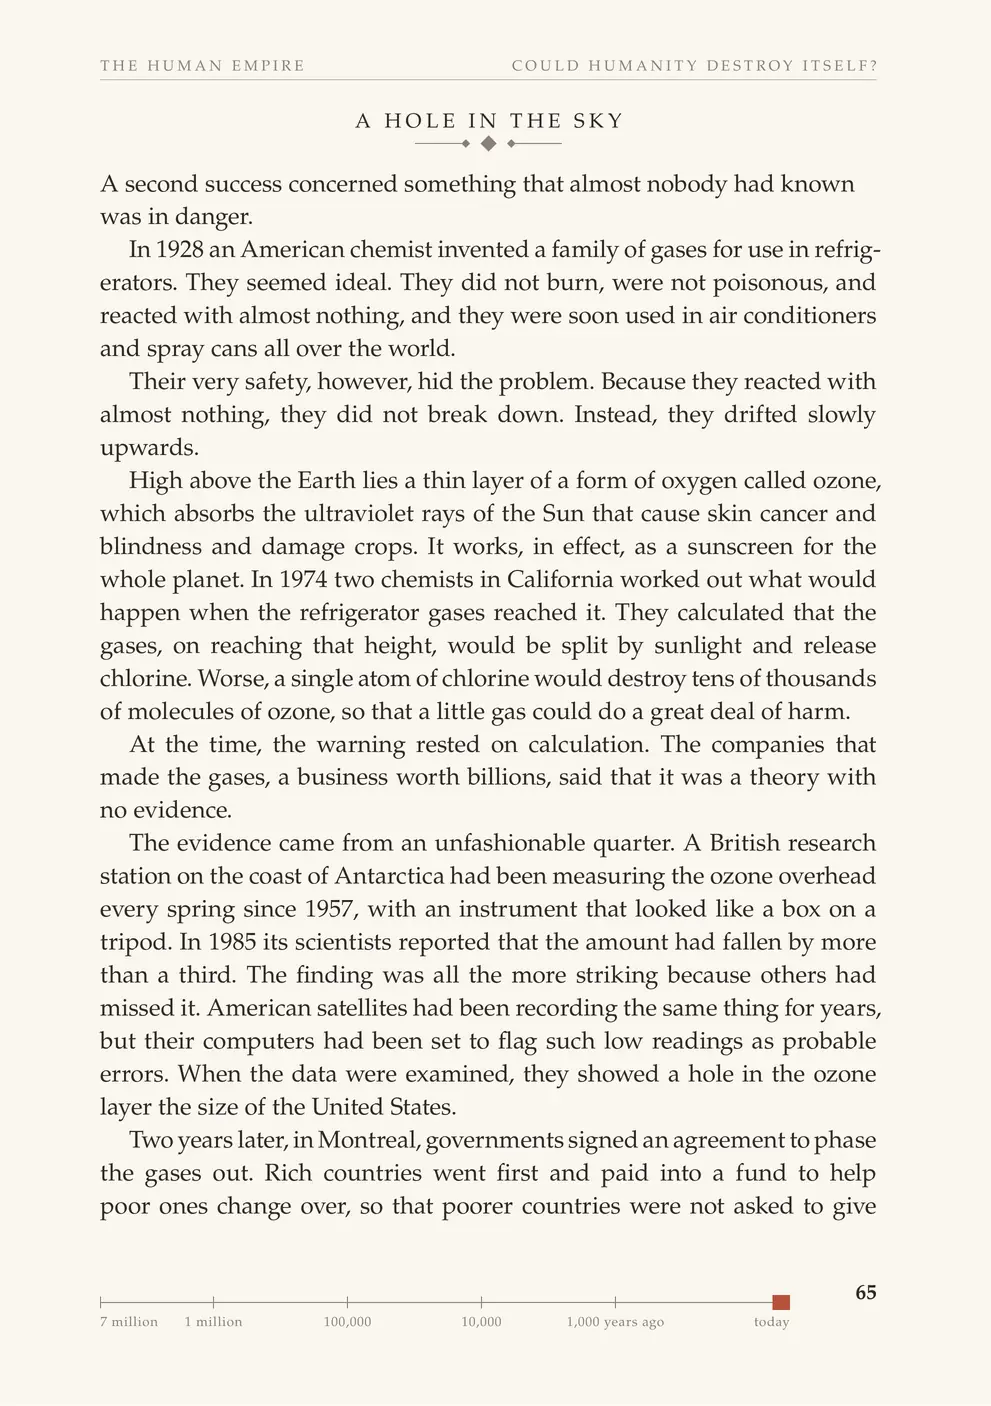 THE HUMAN EMPIRE
COULD HUMANITY DESTROY ITSELF?
A HOLE IN THE SKY
A second success concerned something that almost nobody had known
was in danger.
In 1928 an American chemist invented a family of gases for use in refrig-
erators. They seemed ideal. They did not burn, were not poisonous, and
reacted with almost nothing, and they were soon used in air conditioners
and spray cans all over the world.
Their very safety, however, hid the problem. Because they reacted with
almost nothing, they did not break down. Instead, they drifted slowly
upwards.
High above the Earth lies a thin layer of a form of oxygen called ozone,
which absorbs the ultraviolet rays of the Sun that cause skin cancer and
blindness and damage crops. It works, in effect, as a sunscreen for the
whole planet. In 1974 two chemists in California worked out what would
happen when the refrigerator gases reached it. They calculated that the
gases, on reaching that height, would be split by sunlight and release
chlorine. Worse, a single atom of chlorine would destroy tens of thousands
of molecules of ozone, so that a little gas could do a great deal of harm.
At the time, the warning rested on calculation. The companies that
made the gases, a business worth billions, said that it was a theory with
no evidence.
The evidence came from an unfashionable quarter. A British research
station on the coast of Antarctica had been measuring the ozone overhead
every spring since 1957, with an instrument that looked like a box on a
tripod. In 1985 its scientists reported that the amount had fallen by more
than a third. The finding was all the more striking because others had
missed it. American satellites had been recording the same thing for years,
but their computers had been set to flag such low readings as probable
errors. When the data were examined, they showed a hole in the ozone
layer the size of the United States.
Two years later, in Montreal, governments signed an agreement to phase
the gases out. Rich countries went first and paid into a fund to help
poor ones change over, so that poorer countries were not asked to give
65
7 million 1 million 100,000 10,000 1,000 years ago today